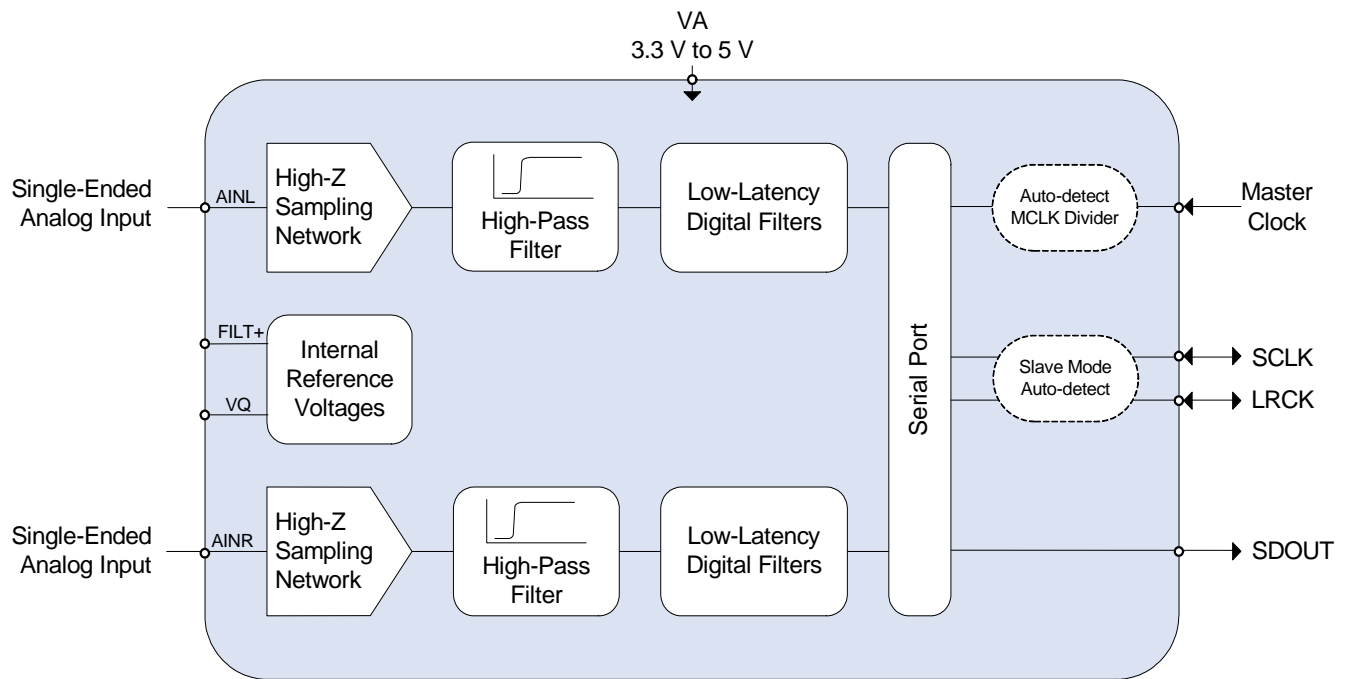 VA
3.3 V to 5 V
Single-Ended
Analog Input
AINL
High-Z
Sampling
Network
High-Pass
Filter
Low-Latency
Digital Filters
Auto-detect
MCLK Divider
Master
Clock
FILT+
VQ
Internal
Reference
Voltages
Serial Port
Slave Mode
Auto-detect
SCLK
LRCK
Single-Ended
Analog Input
AINR
High-Z
Sampling
Network
High-Pass
Filter
Low-Latency
Digital Filters
SDOUT